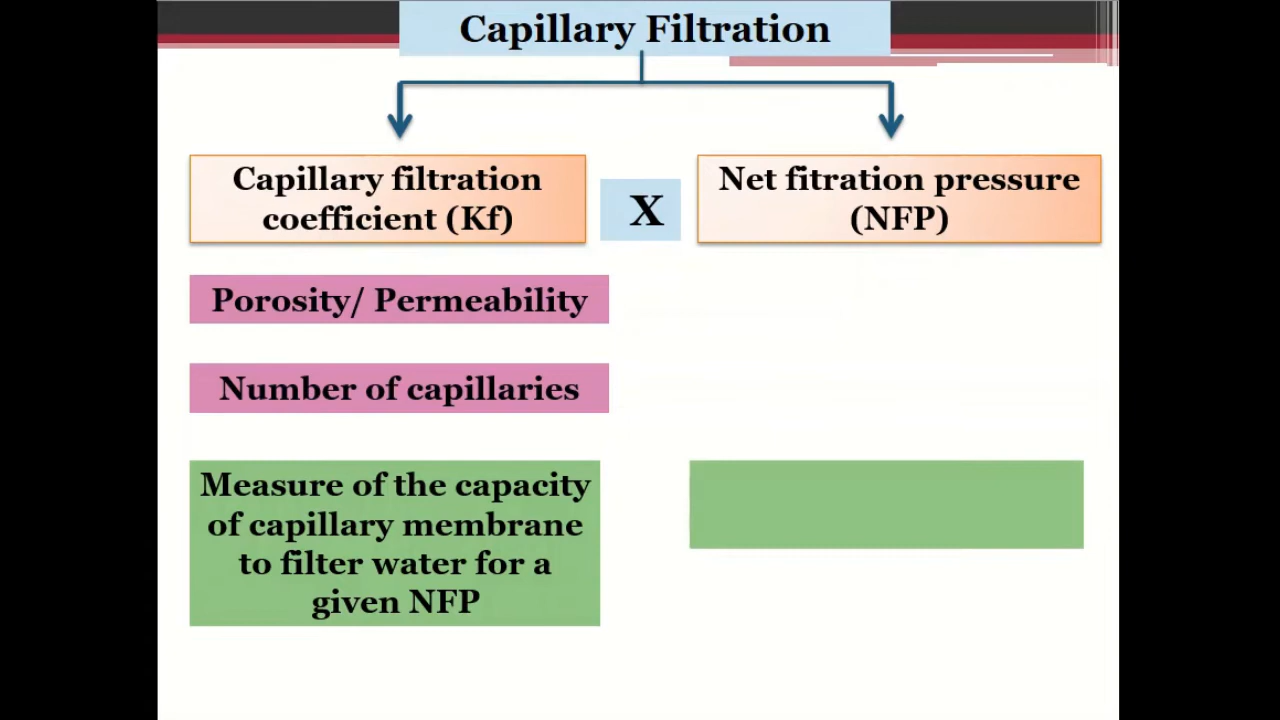 Capillary Filtration
Capillary filtration
coefficient (Kf)
X
Net fitration pressure
(NFP)
Porosity/ Permeability
Number of capillaries
Measure of the capacity
of capillary membrane
to filter water for a
given NFP